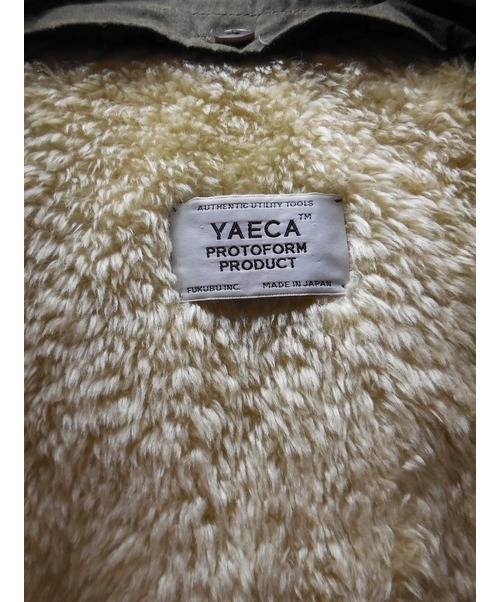 AUTHENTIC UTILITY TOOLS
YAECA™
PROTOFORM
PRODUCT
FUKUBU INC. MADE IN JAPAN